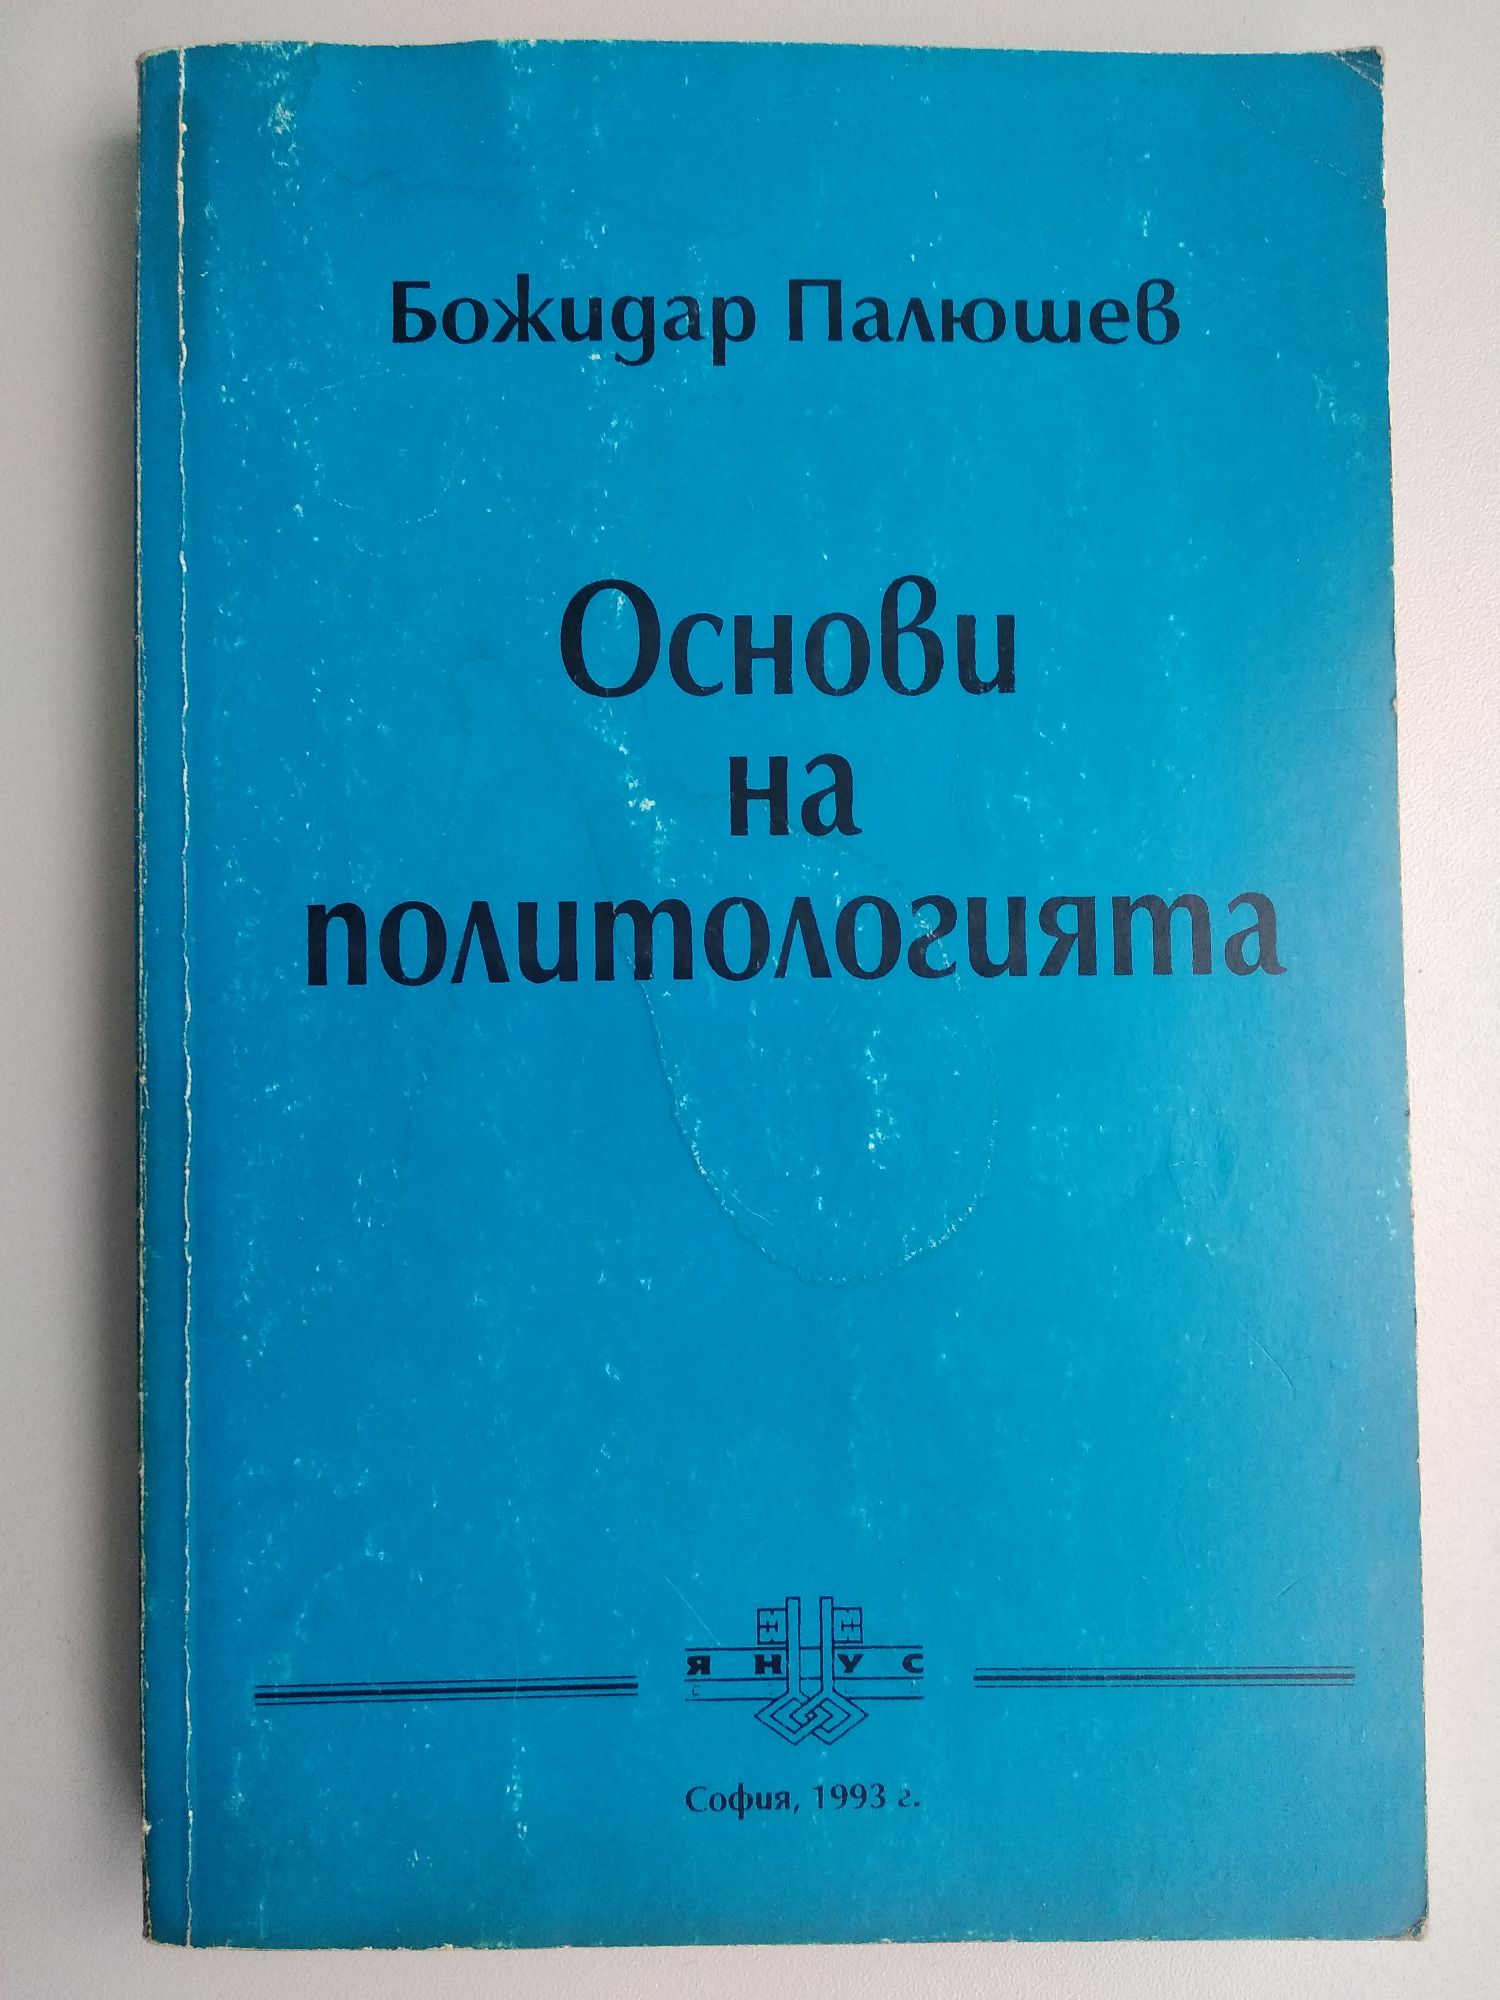 Божидар Палюшев
Основи
на
политологията
ЯНУС
София, 1993 г.